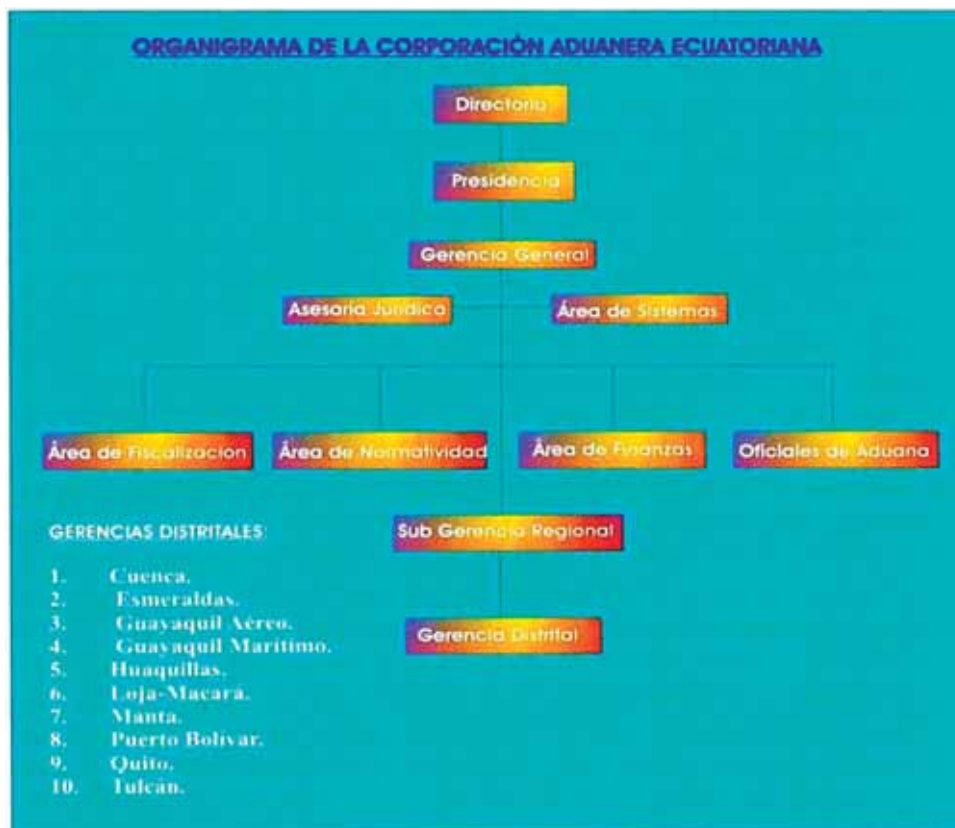 ORGANIGRAMA DE LA CORPORACIÓN ADUANERA ECUATORIANA
Directorio
Presidencia
Gerencia General
Asesoría Jurídica
Área de Sistemas
Área de Fiscalización
Área de Normatividad
Área de Finanzas
Oficiales de Aduana
Sub Gerencia Regional
Gerencia Distrital
GERENCIAS DISTRITALES:
1. Cuenca.
2. Esmeraldas.
3. Guayaquil Aéreo.
4. Guayaquil Marítimo.
5. Huaquillas.
6. Loja-Macará.
7. Manta.
8. Puerto Bolívar.
9. Quito.
10. Tulcán.